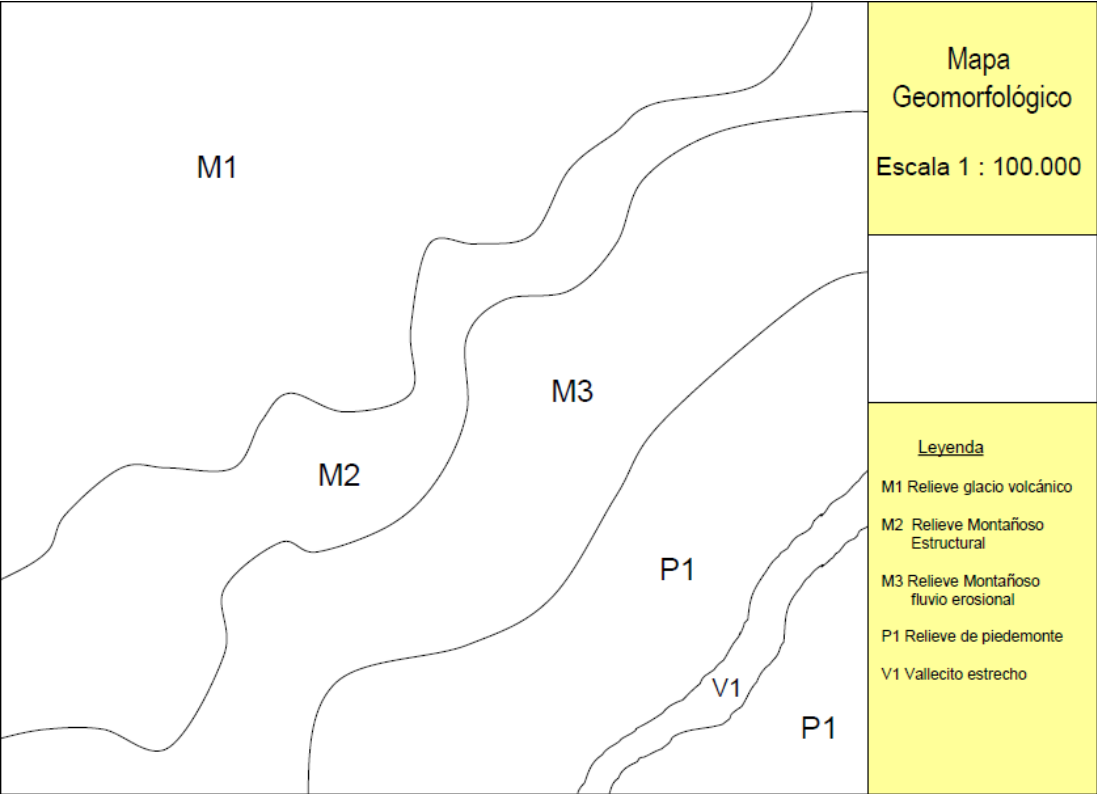 Mapa
Geomorfológico
Escala 1 : 100.000
M1
M3
M2
P1
V1
P1
Leyenda
M1 Relieve glacio volcánico
M2 Relieve Montañoso
Estructural
M3 Relieve Montañoso
fluvio erosional
P1 Relieve de piedemonte
V1 Vallecito estrecho